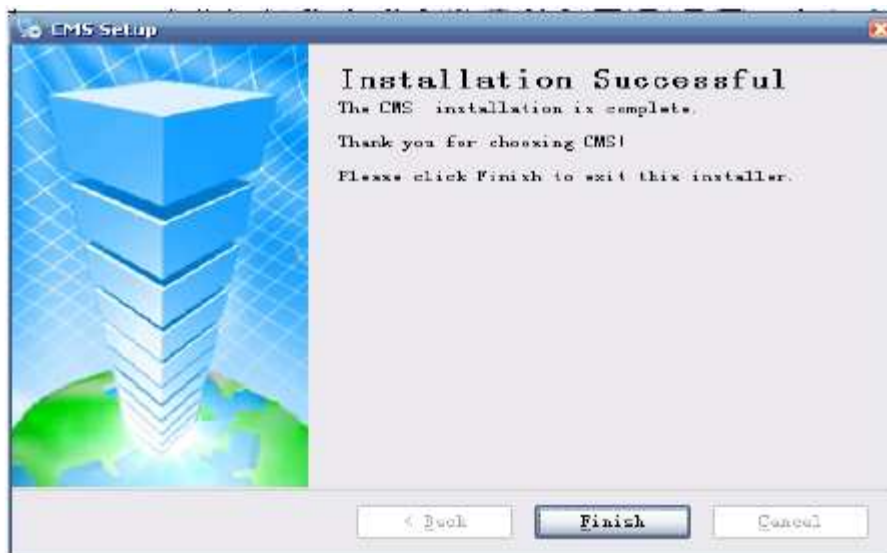 CMS Setup
Installation Successful
The CMS installation is complete.
Thank you for choosing CMS!
Please click Finish to exit this installer.
< Back
Finish
Cancel